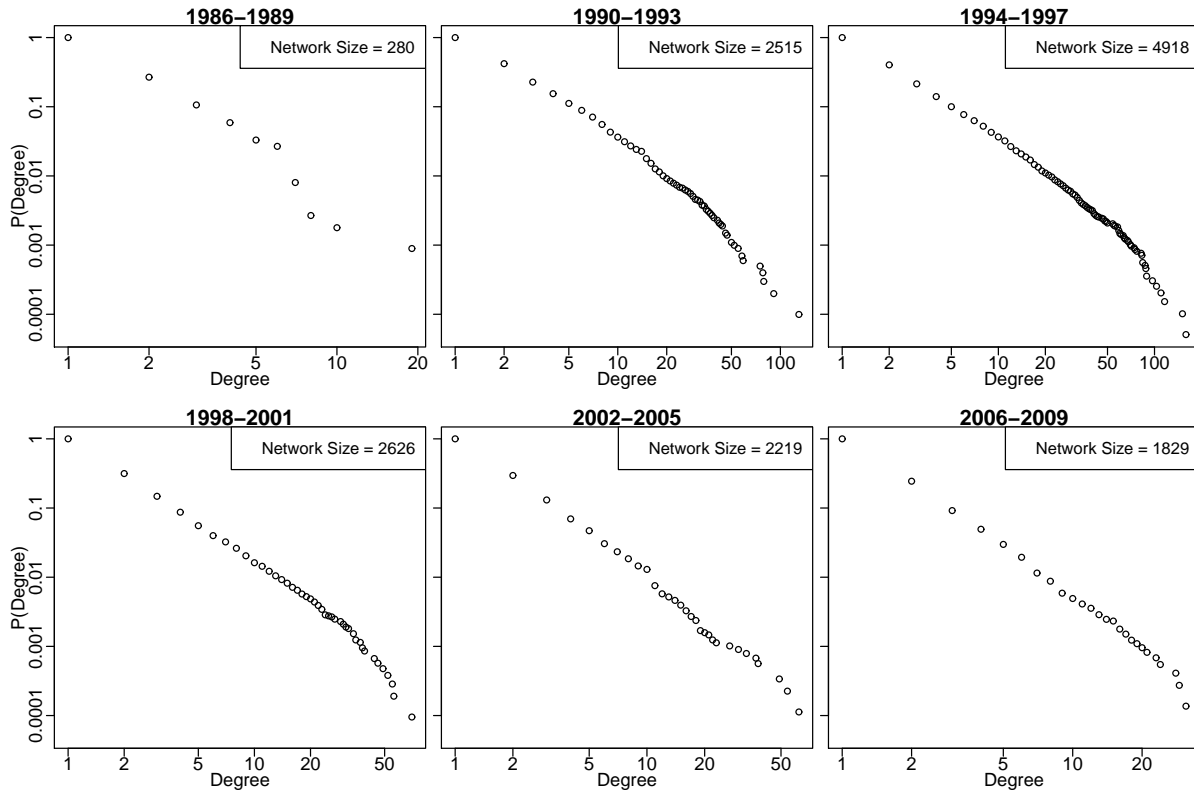 1986−1989
Network Size = 280
P(Degree)
1
0.1
0.01
0.001
0.0001
1 2 5 10 20
Degree
1990−1993
Network Size = 2515
1 2 5 10 20 50 100
Degree
1994−1997
Network Size = 4918
1 2 5 10 20 50 100
Degree
1998−2001
Network Size = 2626
P(Degree)
1
0.1
0.01
0.001
0.0001
1 2 5 10 20 50
Degree
2002−2005
Network Size = 2219
1 2 5 10 20 50
Degree
2006−2009
Network Size = 1829
1 2 5 10 20
Degree